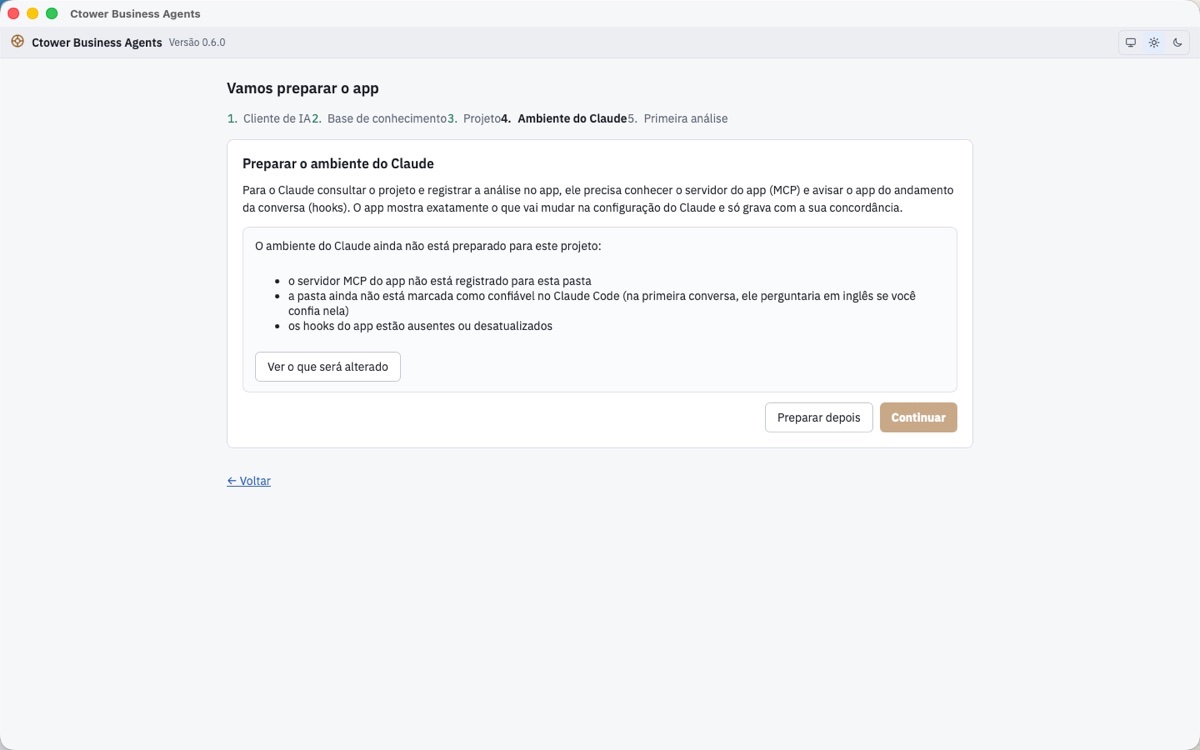 Ctower Business Agents
Ctower Business Agents Versão 0.6.0
Vamos preparar o app
1. Cliente de IA2. Base de conhecimento3. Projeto4. Ambiente do Claude5. Primeira análise
Preparar o ambiente do Claude
Para o Claude consultar o projeto e registrar a análise no app, ele precisa conhecer o servidor do app (MCP) e avisar o app do andamento
da conversa (hooks). O app mostra exatamente o que vai mudar na configuração do Claude e só grava com a sua concordância.
O ambiente do Claude ainda não está preparado para este projeto:
• o servidor MCP do app não está registrado para esta pasta
• a pasta ainda não está marcada como confiável no Claude Code (na primeira conversa, ele perguntaria em inglês se você
confia nela)
• os hooks do app estão ausentes ou desatualizados
Ver o que será alterado
Preparar depois Continuar
← Voltar